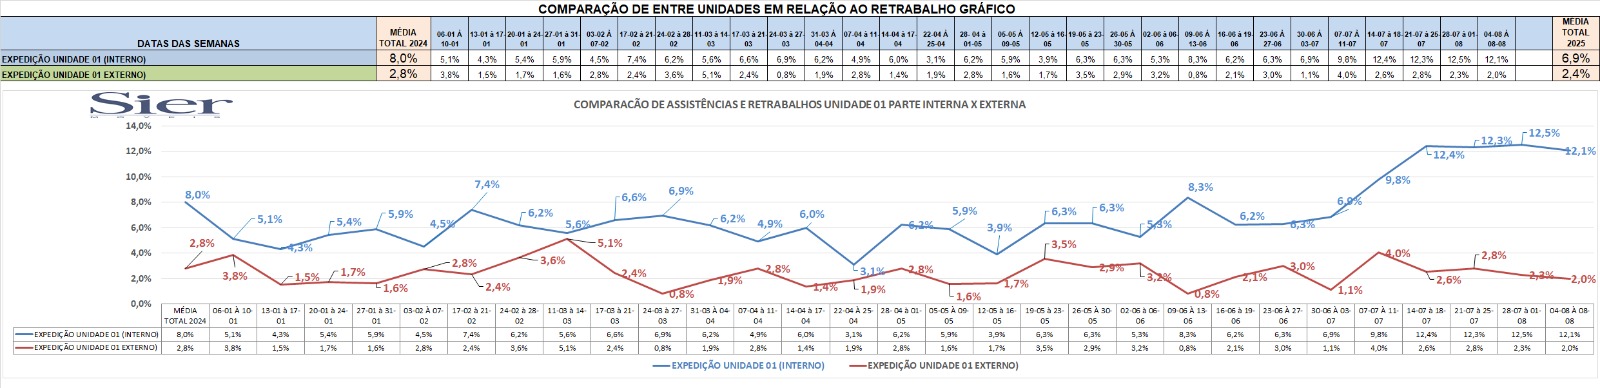 COMPARAÇÃO DE ENTRE UNIDADES EM RELAÇÃO AO RETRABALHO GRÁFICO
DATAS DAS SEMANAS MÉDIA TOTAL 2024 06-01 À 10-01 13-01 à 17-01 20-01 à 24-01 27-01 à 31-01 03-02 À 07-02 17-02 à 21-02 24-02 à 28-02 11-03 à 14-03 17-03 à 21-03 24-03 à 27-03 31-03 À 04-04 07-04 à 11-04 14-04 à 17-04 22-04 À 25-04 28- 04 à 01-05 05-05 À 09-05 12-05 à 16-05 19-05 à 23-05 26-05 À 30-05 02-06 À 06-06 09-06 À 13-06 16-06 à 19-06 23-06 À 27-06 30-06 À 03-07 07-07 À 11-07 14-07 à 18-07 21-07 à 25-07 28-07 à 01-08 04-08 À 08-08 MÉDIA TOTAL 2025
EXPEDIÇÃO UNIDADE 01 (INTERNO) 8,0% 5,1% 4,3% 5,4% 5,9% 4,5% 7,4% 6,2% 5,6% 6,6% 6,9% 6,2% 4,9% 6,0% 3,1% 6,2% 5,9% 3,9% 6,3% 6,3% 5,3% 8,3% 6,2% 6,3% 6,9% 9,8% 12,4% 12,3% 12,5% 12,1% 6,9%
EXPEDIÇÃO UNIDADE 01 EXTERNO) 2,8% 3,8% 1,5% 1,7% 1,6% 2,8% 2,4% 3,6% 5,1% 2,4% 0,8% 1,9% 2,8% 1,4% 1,9% 2,8% 1,6% 1,7% 3,5% 2,9% 3,2% 0,8% 2,1% 3,0% 1,1% 4,0% 2,6% 2,8% 2,3% 2,0% 2,4%
Sier
COMPARAÇÃO DE ASSISTÊNCIAS E RETRABALHOS UNIDADE 01 PARTE INTERNA X EXTERNA
14,0%
12,0%
10,0%
8,0%
6,0%
4,0%
2,0%
0,0%
8,0% 5,1% 4,3% 5,4% 5,9% 4,5% 7,4% 6,2% 5,6% 6,6% 6,9% 6,2% 4,9% 6,0% 3,1% 6,2% 5,9% 3,9% 6,3% 6,3% 5,3% 8,3% 6,2% 6,3% 6,9% 9,8% 12,4% 12,3% 12,5% 12,1%
2,8% 3,8% 1,5% 1,7% 1,6% 2,8% 2,4% 3,6% 5,1% 2,4% 0,8% 1,9% 2,8% 1,4% 1,9% 2,8% 1,6% 1,7% 3,5% 2,9% 3,2% 0,8% 2,1% 3,0% 1,1% 4,0% 2,6% 2,8% 2,3% 2,0%
MÉDIA TOTAL 2024 06-01 À 10-01 13-01 à 17-01 20-01 à 24-01 27-01 à 31-01 03-02 À 07-02 17-02 à 21-02 24-02 à 28-02 11-03 à 14-03 17-03 à 21-03 24-03 à 27-03 31-03 À 04-04 07-04 à 11-04 14-04 à 17-04 22-04 À 25-04 28- 04 à 01-05 05-05 À 09-05 12-05 à 16-05 19-05 à 23-05 26-05 À 30-05 02-06 À 06-06 09-06 À 13-06 16-06 à 19-06 23-06 À 27-06 30-06 À 03-07 07-07 À 11-07 14-07 à 18-07 21-07 à 25-07 28-07 à 01-08 04-08 À 08-08
EXPEDIÇÃO UNIDADE 01 (INTERNO) 8,0% 5,1% 4,3% 5,4% 5,9% 4,5% 7,4% 6,2% 5,6% 6,6% 6,9% 6,2% 4,9% 6,0% 3,1% 6,2% 5,9% 3,9% 6,3% 6,3% 5,3% 8,3% 6,2% 6,3% 6,9% 9,8% 12,4% 12,3% 12,5% 12,1%
EXPEDIÇÃO UNIDADE 01 EXTERNO) 2,8% 3,8% 1,5% 1,7% 1,6% 2,8% 2,4% 3,6% 5,1% 2,4% 0,8% 1,9% 2,8% 1,4% 1,9% 2,8% 1,6% 1,7% 3,5% 2,9% 3,2% 0,8% 2,1% 3,0% 1,1% 4,0% 2,6% 2,8% 2,3% 2,0%
EXPEDIÇÃO UNIDADE 01 (INTERNO) EXPEDIÇÃO UNIDADE 01 EXTERNO)